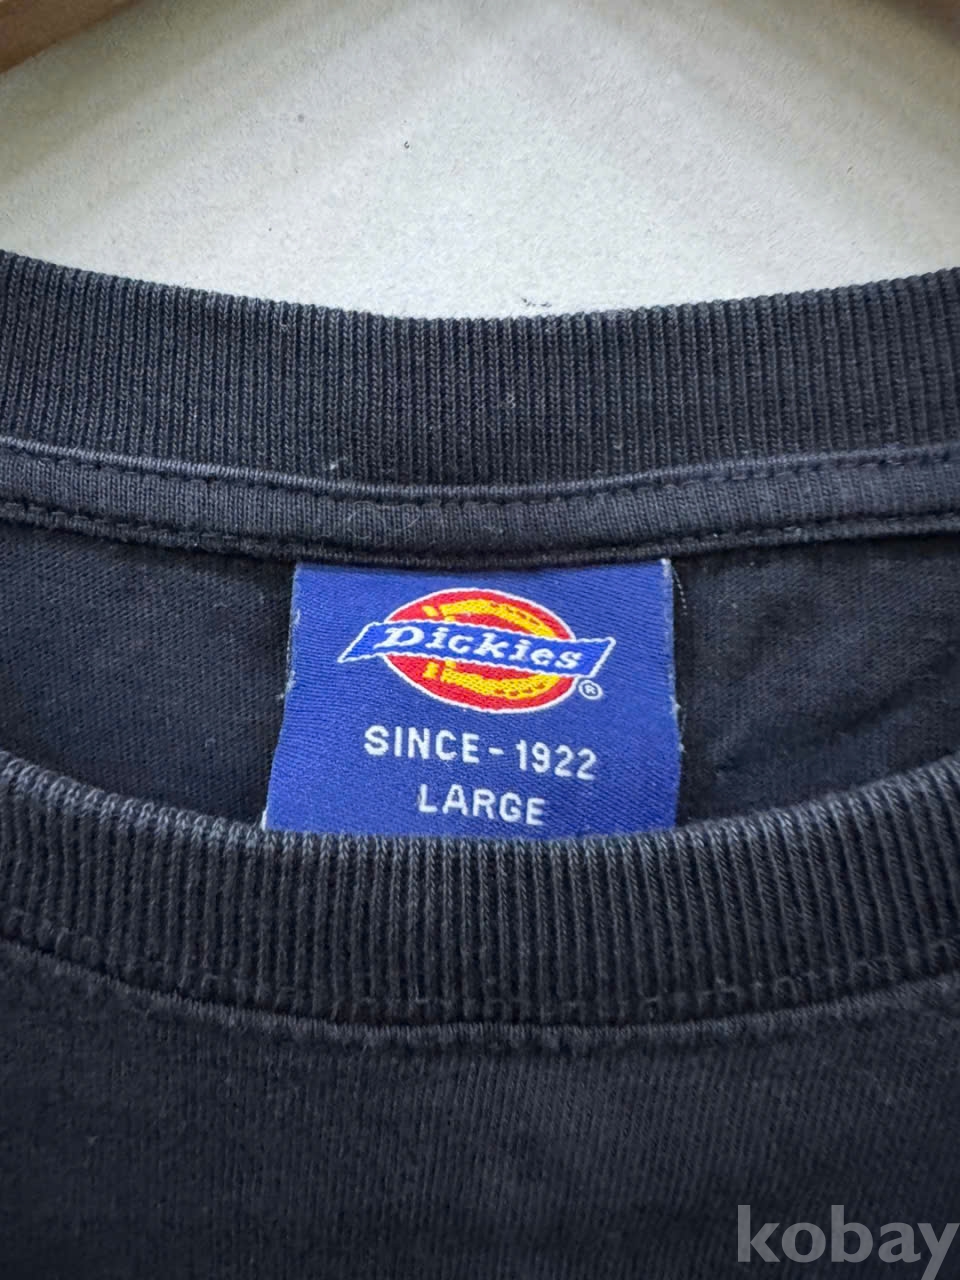 Dickies
®
SINCE - 1922
LARGE
kobay